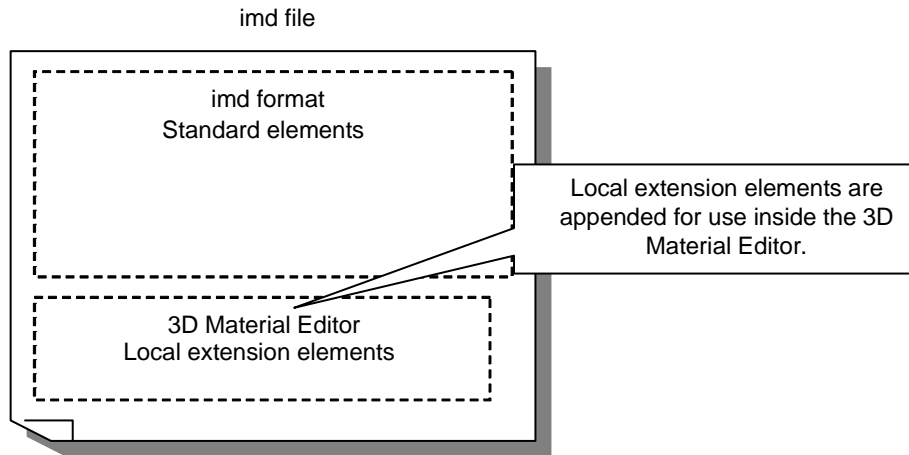 imd file
imd format
Standard elements
Local extension elements are
appended for use inside the 3D
Material Editor.
3D Material Editor
Local extension elements